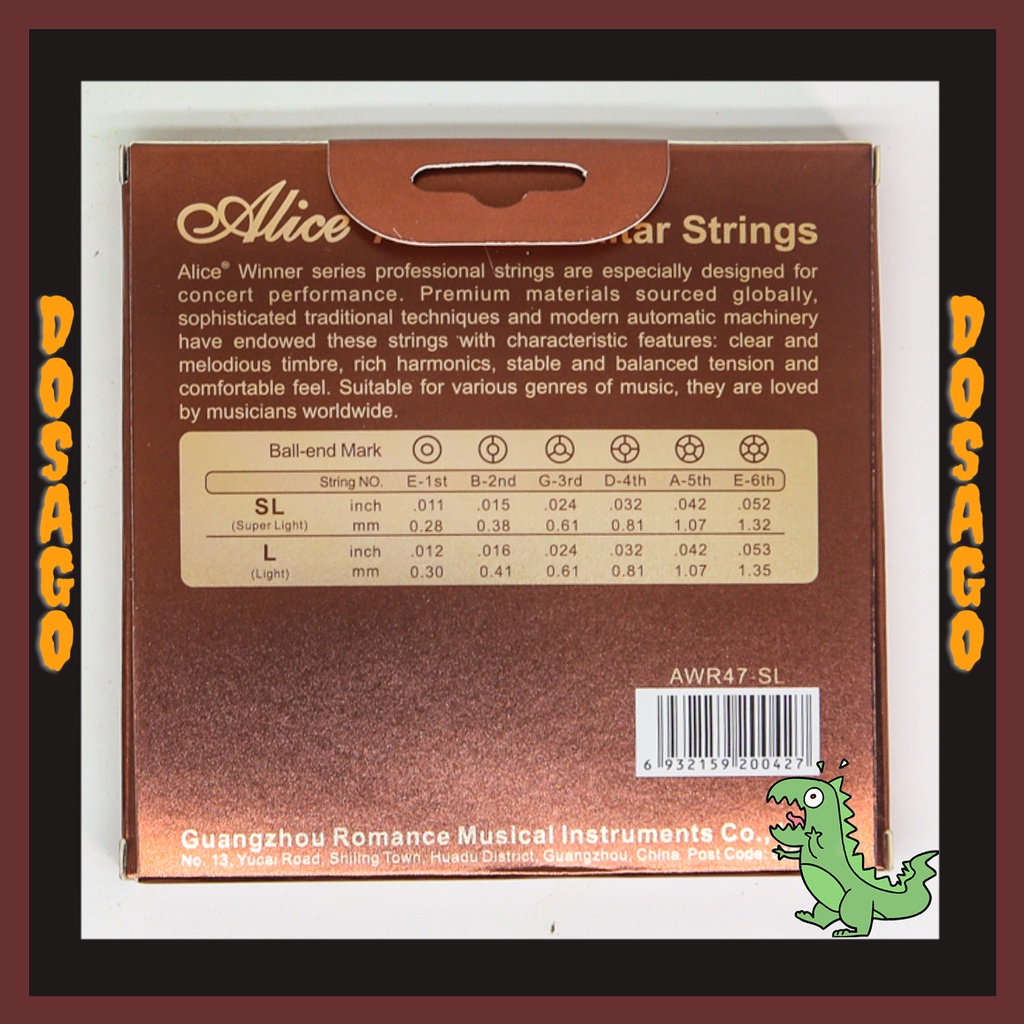 Alice tar Strings
Alice® Winner series professional strings are especially designed for
concert performance. Premium materials sourced globally,
sophisticated traditional techniques and modern automatic machinery
have endowed these strings with characteristic features: clear and
melodious timbre, rich harmonics, stable and balanced tension and
comfortable feel. Suitable for various genres of music, they are loved
by musicians worldwide.
Ball-end Mark
String NO. E-1st B-2nd G-3rd D-4th A-5th E-6th
SL inch .011 .015 .024 .032 .042 .052
(Super Light) mm 0.28 0.38 0.61 0.81 1.07 1.32
L inch .012 .016 .024 .032 .042 .053
(Light) mm 0.30 0.41 0.61 0.81 1.07 1.35
DOSAGO
DOSAGO
AWR47-SL
6 932159 200427
Guangzhou Romance Musical Instruments Co.,
No. 13, Yucai Road, Shiling Town, Huadu District, Guangzhou, China Post Code: